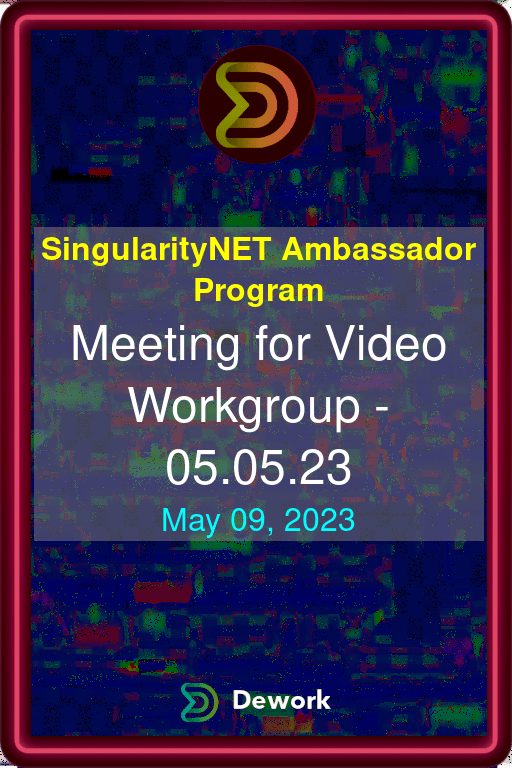 SingularityNET Ambassador
Program
Meeting for Video
Workgroup -
05.05.23
May 09, 2023
Dework